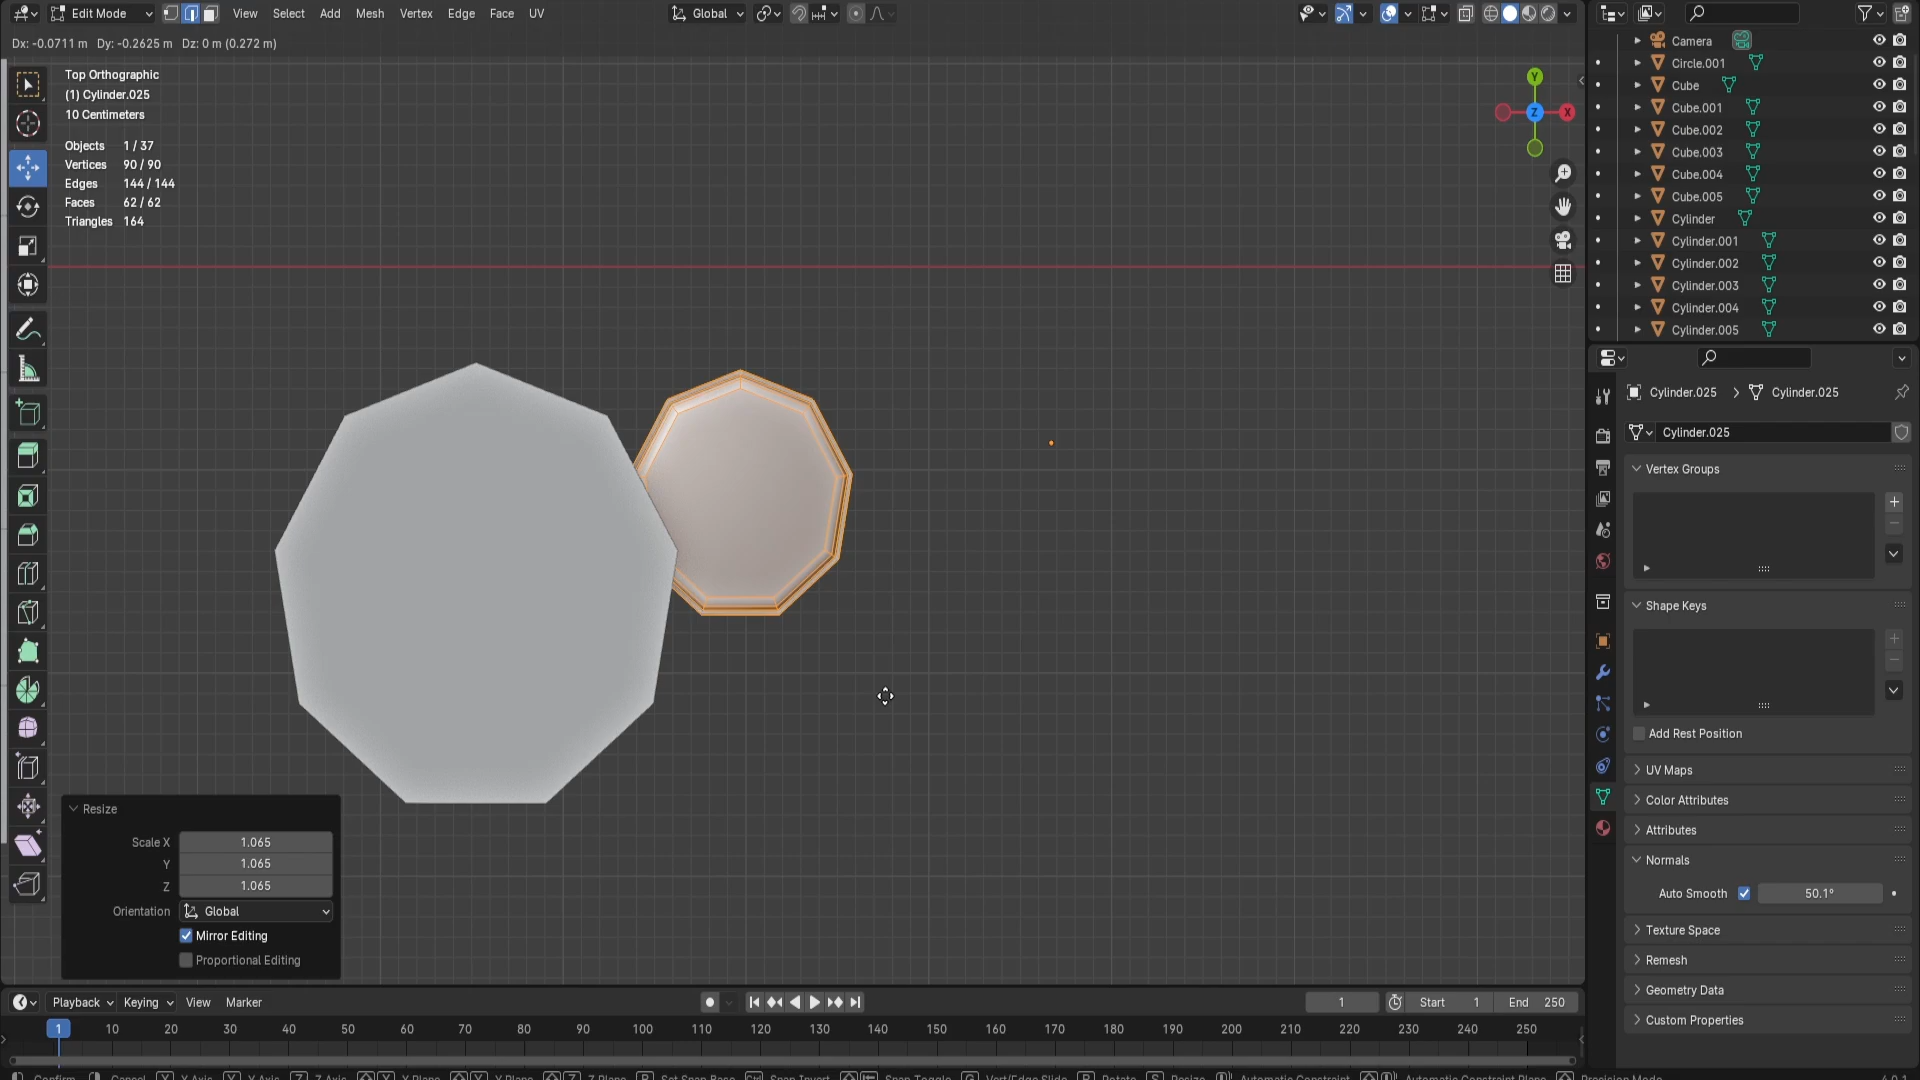 Edit Mode
View Select Add Mesh Vertex Edge Face UV
Global
Dx: -0.0711 m Dy: -0.2625 m Dz: 0 m (0.272 m)
Top Orthographic
(1) Cylinder.025
10 Centimeters
Objects 1 / 37
Vertices 90 / 90
Edges 144 / 144
Faces 62 / 62
Triangles 164
Y
Z
X
Resize
Scale X 1.065
Y 1.065
Z 1.065
Orientation Global
Mirror Editing
Proportional Editing
Camera
Circle.001
Cube
Cube.001
Cube.002
Cube.003
Cube.004
Cube.005
Cylinder
Cylinder.001
Cylinder.002
Cylinder.003
Cylinder.004
Cylinder.005
Cylinder.025 > Cylinder.025
Cylinder.025
Vertex Groups
Shape Keys
Add Rest Position
UV Maps
Color Attributes
Attributes
Normals
Auto Smooth 50.1°
Texture Space
Remesh
Geometry Data
Custom Properties
Playback Keying View Marker
1 Start 1 End 250
1 10 20 30 40 50 60 70 80 90 100 110 120 130 140 150 160 170 180 190 200 210 220 230 240 250